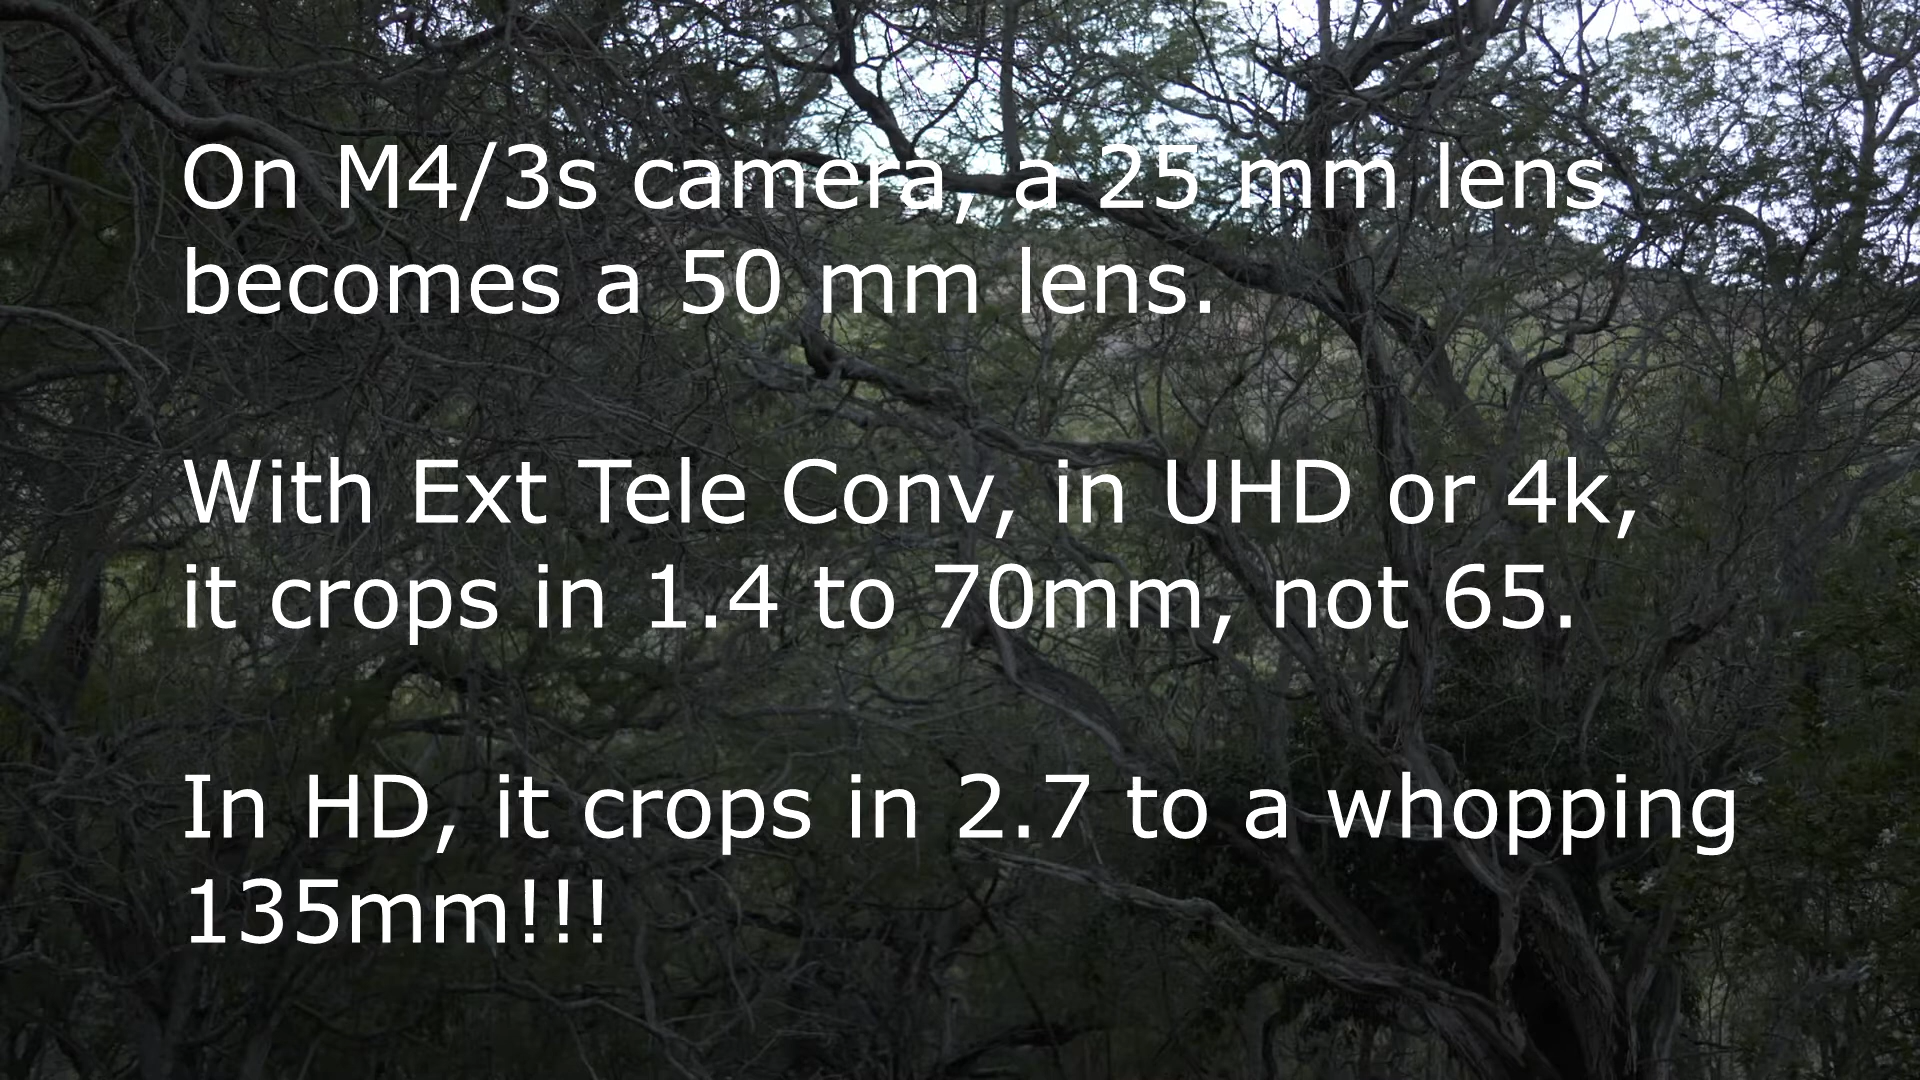 On M4/3s camera, a 25 mm lens
becomes a 50 mm lens.
With Ext Tele Conv, in UHD or 4k,
it crops in 1.4 to 70mm, not 65.
In HD, it crops in 2.7 to a whopping
135mm!!!